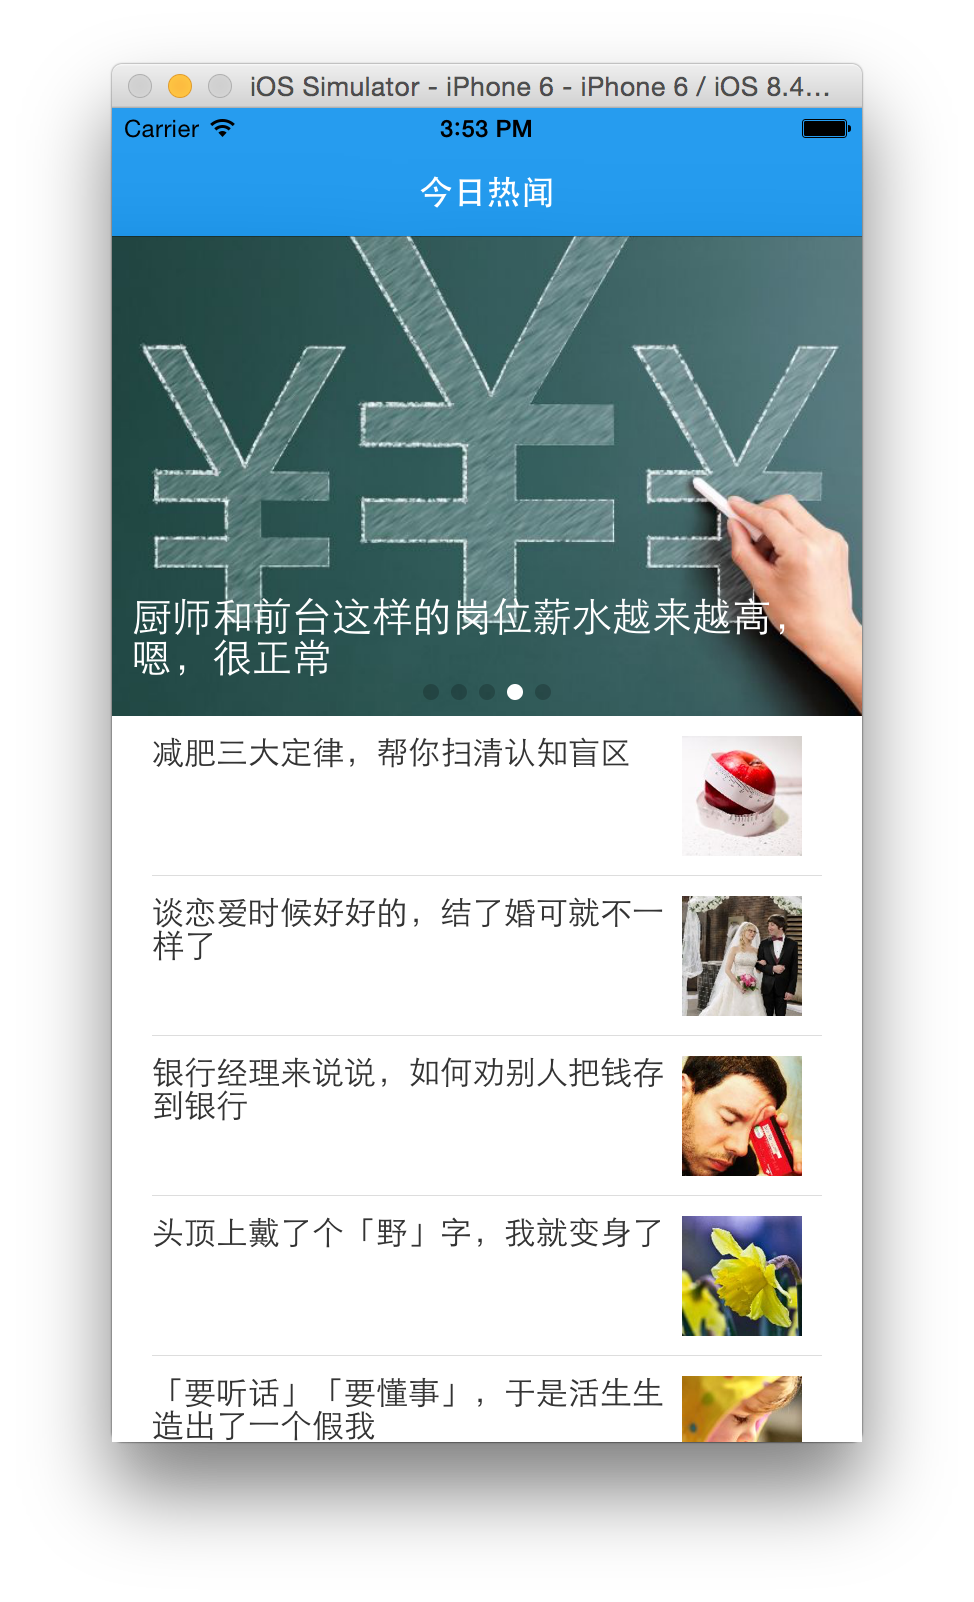 iOS Simulator - iPhone 6 - iPhone 6 / iOS 8.4...
Carrier 3:53 PM
今日热闻
厨师和前台这样的岗位薪水越来越高，
嗯，很正常
减肥三大定律，帮你扫清认知盲区
谈恋爱时候好好的，结了婚可就不一
样了
银行经理来说说，如何劝别人把钱存
到银行
头顶上戴了个「野」字，我就变身了
「要听话」「要懂事」，于是活生生
造出了一个假我